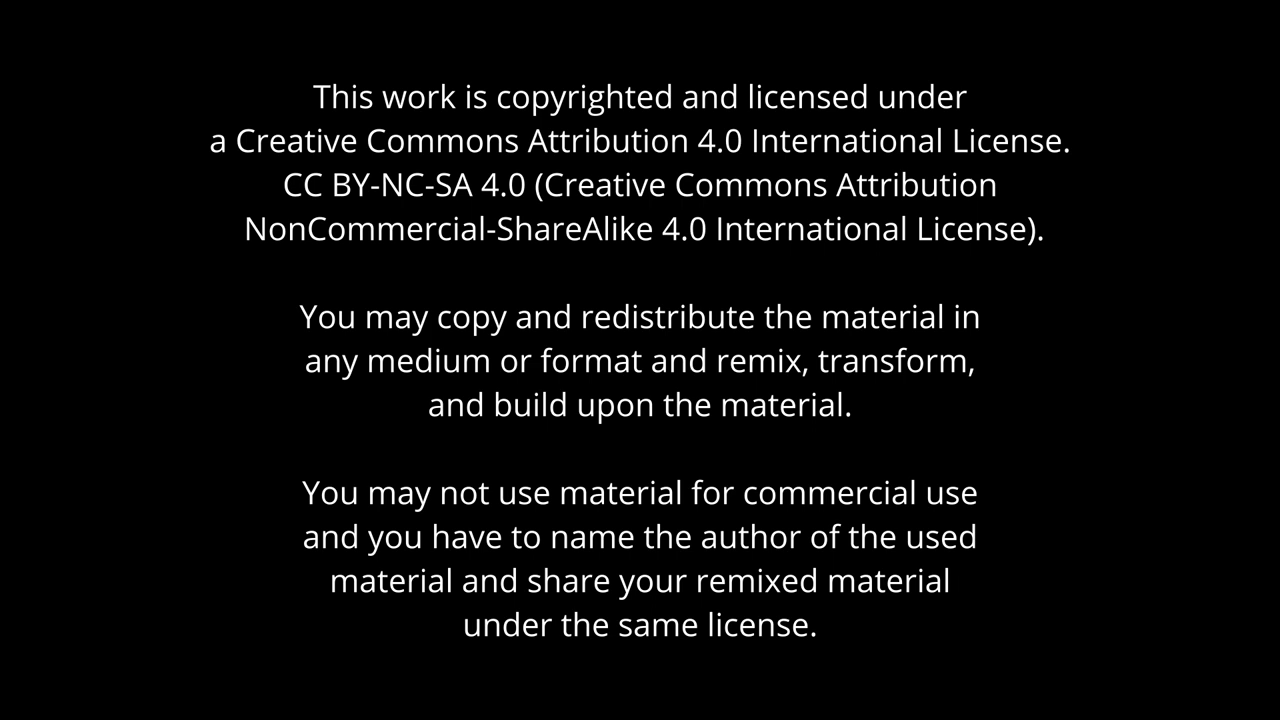 This work is copyrighted and licensed under
a Creative Commons Attribution 4.0 International License.
CC BY-NC-SA 4.0 (Creative Commons Attribution
NonCommercial-ShareAlike 4.0 International License).
You may copy and redistribute the material in
any medium or format and remix, transform,
and build upon the material.
You may not use material for commercial use
and you have to name the author of the used
material and share your remixed material
under the same license.